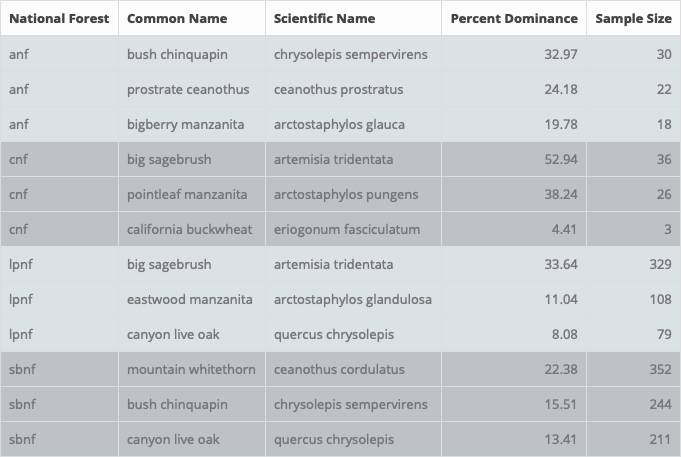 National Forest Common Name Scientific Name Percent Dominance Sample Size
anf bush chinquapin chrysolepis sempervirens 32.97 30
anf prostrate ceanothus ceanothus prostratus 24.18 22
anf bigberry manzanita arctostaphylos glauca 19.78 18
cnf big sagebrush artemisia tridentata 52.94 36
cnf pointleaf manzanita arctostaphylos pungens 38.24 26
cnf california buckwheat eriogonum fasciculatum 4.41 3
lpnf big sagebrush artemisia tridentata 33.64 329
lpnf eastwood manzanita arctostaphylos glandulosa 11.04 108
lpnf canyon live oak quercus chrysolepis 8.08 79
sbnf mountain whitethorn ceanothus cordulatus 22.38 352
sbnf bush chinquapin chrysolepis sempervirens 15.51 244
sbnf canyon live oak quercus chrysolepis 13.41 211